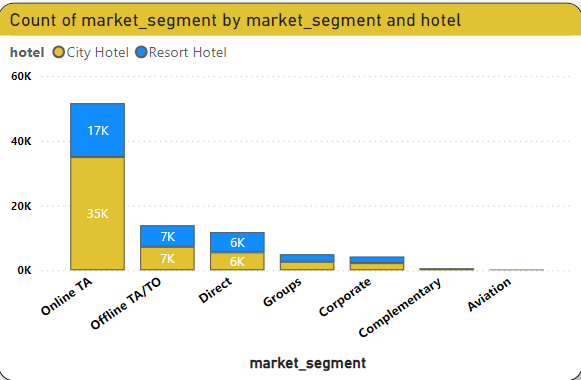 Count of market_segment by market_segment and hotel
hotel City Hotel Resort Hotel
60K
40K
20K
0K
17K
35K
7K
7K
6K
6K
Online TA
Offline TA/TO
Direct
Groups
Corporate
Complementary
Aviation
market_segment